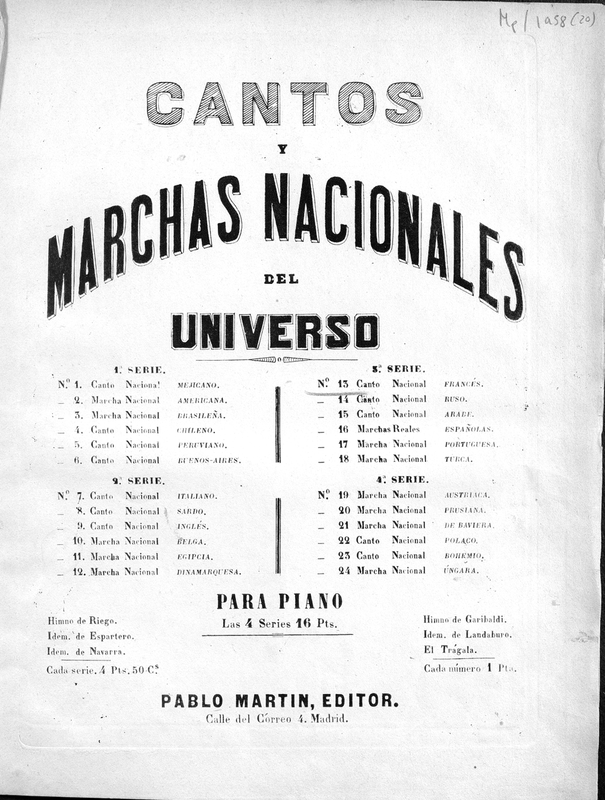 Mp/1898(20)
CANTOS
Y
MARCHAS NACIONALES
DEL
UNIVERSO
1.ª SERIE.
N.º 1. Canto Nacional MEJICANO.
_ 2. Marcha Nacional AMERICANA.
_ 3. Marcha Nacional BRASILEÑA.
_ 4. Canto Nacional CHILENO.
_ 5. Canto Nacional PERUVIANO.
_ 6. Canto Nacional BUENOS-AIRES.
2.ª SERIE.
N.º 7. Canto Nacional ITALIANO.
_ 8. Canto Nacional SARDO.
_ 9. Canto Nacional INGLÉS.
_ 10. Marcha Nacional BELGA.
_ 11. Marcha Nacional EGIPCIA.
_ 12. Marcha Nacional DINAMARQUESA.
3.ª SERIE.
N.º 13 Canto Nacional FRANCÉS.
_ 14 Canto Nacional RUSO.
_ 15 Canto Nacional ARABE.
_ 16 Marchas Reales ESPAÑOLAS.
_ 17 Marcha Nacional PORTUGUESA.
_ 18 Marcha Nacional TURCA.
4.ª SERIE.
N.º 19 Marcha Nacional AUSTRIACA.
_ 20 Marcha Nacional PRUSIANA.
_ 21 Marcha Nacional DE BAVIERA.
_ 22 Canto Nacional POLACO.
_ 23 Canto Nacional BOHEMIO.
_ 24 Marcha Nacional ÚNGARA.
PARA PIANO
Las 4 Series 16 Pts.
Himno de Riego.
Idem. de Espartero.
Idem. de Navarra.
Cada serie. 4 Pts. 50 C.s
Himno de Garibaldi.
Idem. de Landaburo.
El Trágala.
Cada número 1 Pta.
PABLO MARTIN, EDITOR.
Calle del Córreo 4. Madrid.